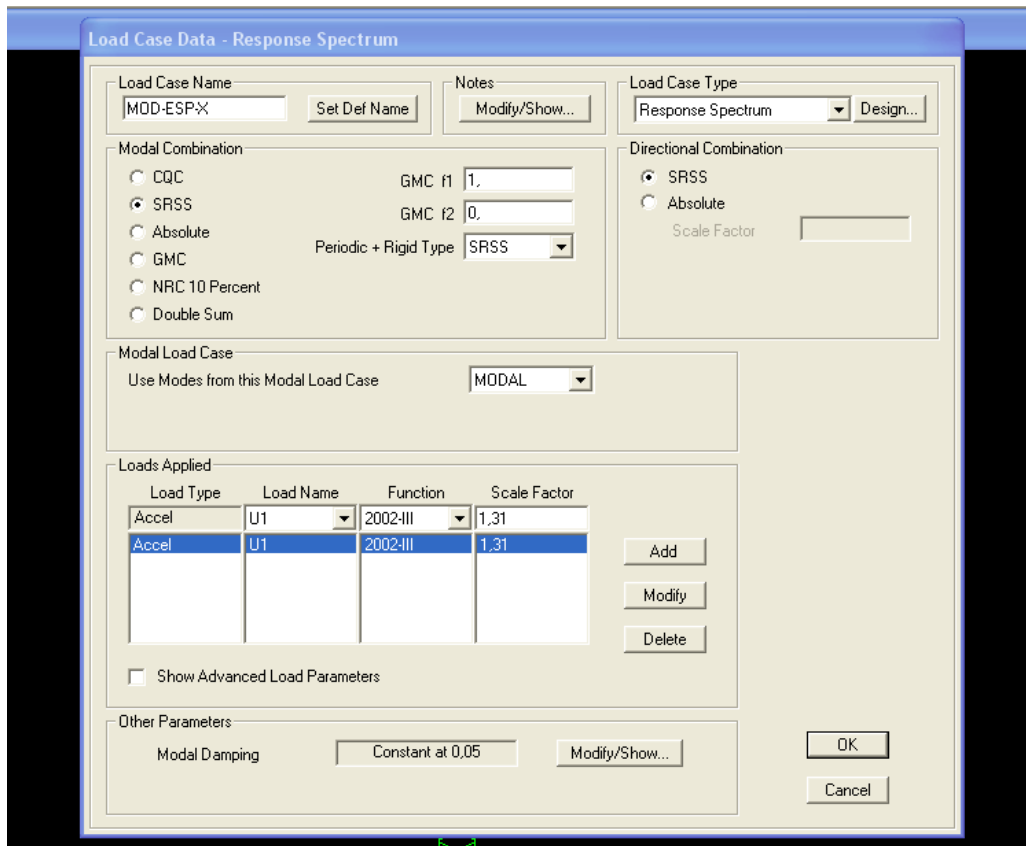 Load Case Data - Response Spectrum
Load Case Name
MOD-ESP-X
Set Def Name
Notes
Modify/Show...
Load Case Type
Response Spectrum
Design...
Modal Combination
CQC
SRSS
Absolute
GMC
NRC 10 Percent
Double Sum
GMC f1 1,
GMC f2 0,
Periodic + Rigid Type SRSS
Directional Combination
SRSS
Absolute
Scale Factor
Modal Load Case
Use Modes from this Modal Load Case MODAL
Loads Applied
Load Type Load Name Function Scale Factor
Accel U1 2002-III 1,31
Accel U1 2002-III 1,31
Add
Modify
Delete
Show Advanced Load Parameters
Other Parameters
Modal Damping Constant at 0,05 Modify/Show...
OK
Cancel